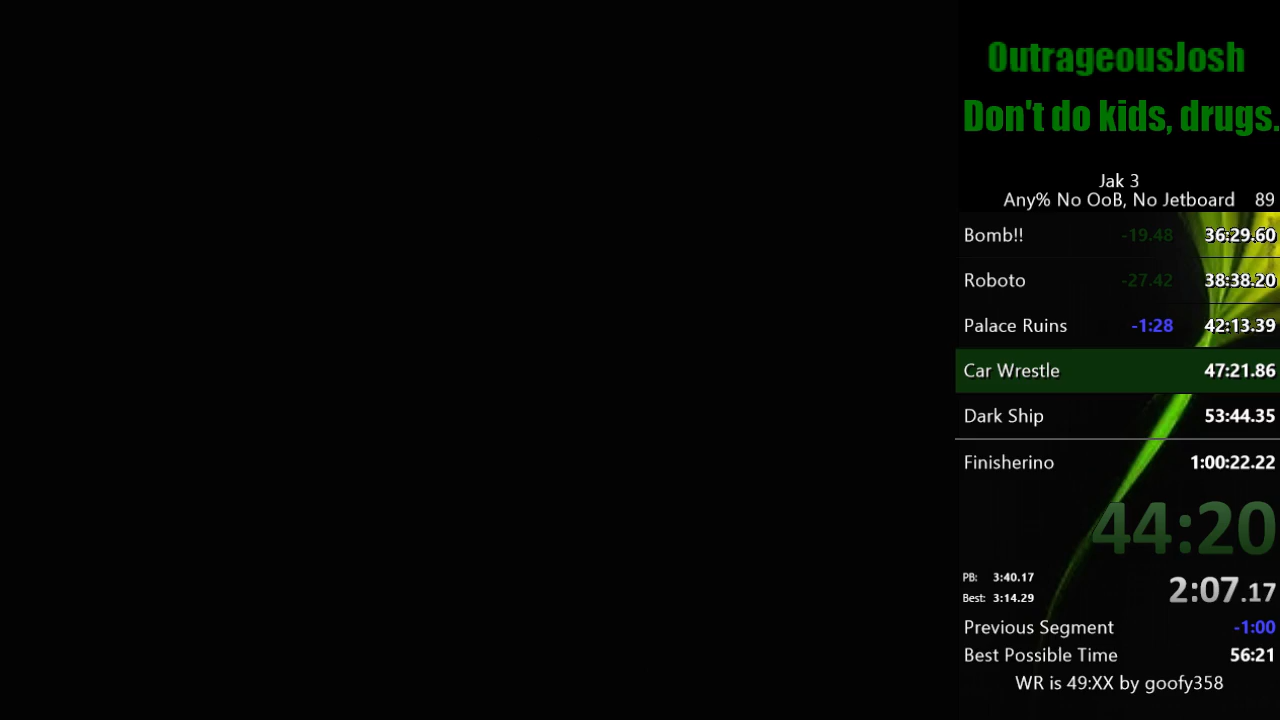 OutrageousJosh
Don't do kids, drugs.
Jak 3
Any% No OoB, No Jetboard 89
Bomb!! -19.48 36:29.60
Roboto -27.42 38:38.20
Palace Ruins -1:28 42:13.39
Car Wrestle 47:21.86
Dark Ship 53:44.35
Finisherino 1:00:22.22
44:20
PB: 3:40.17
Best: 3:14.29
2:07.17
Previous Segment -1:00
Best Possible Time 56:21
WR is 49:XX by goofy358